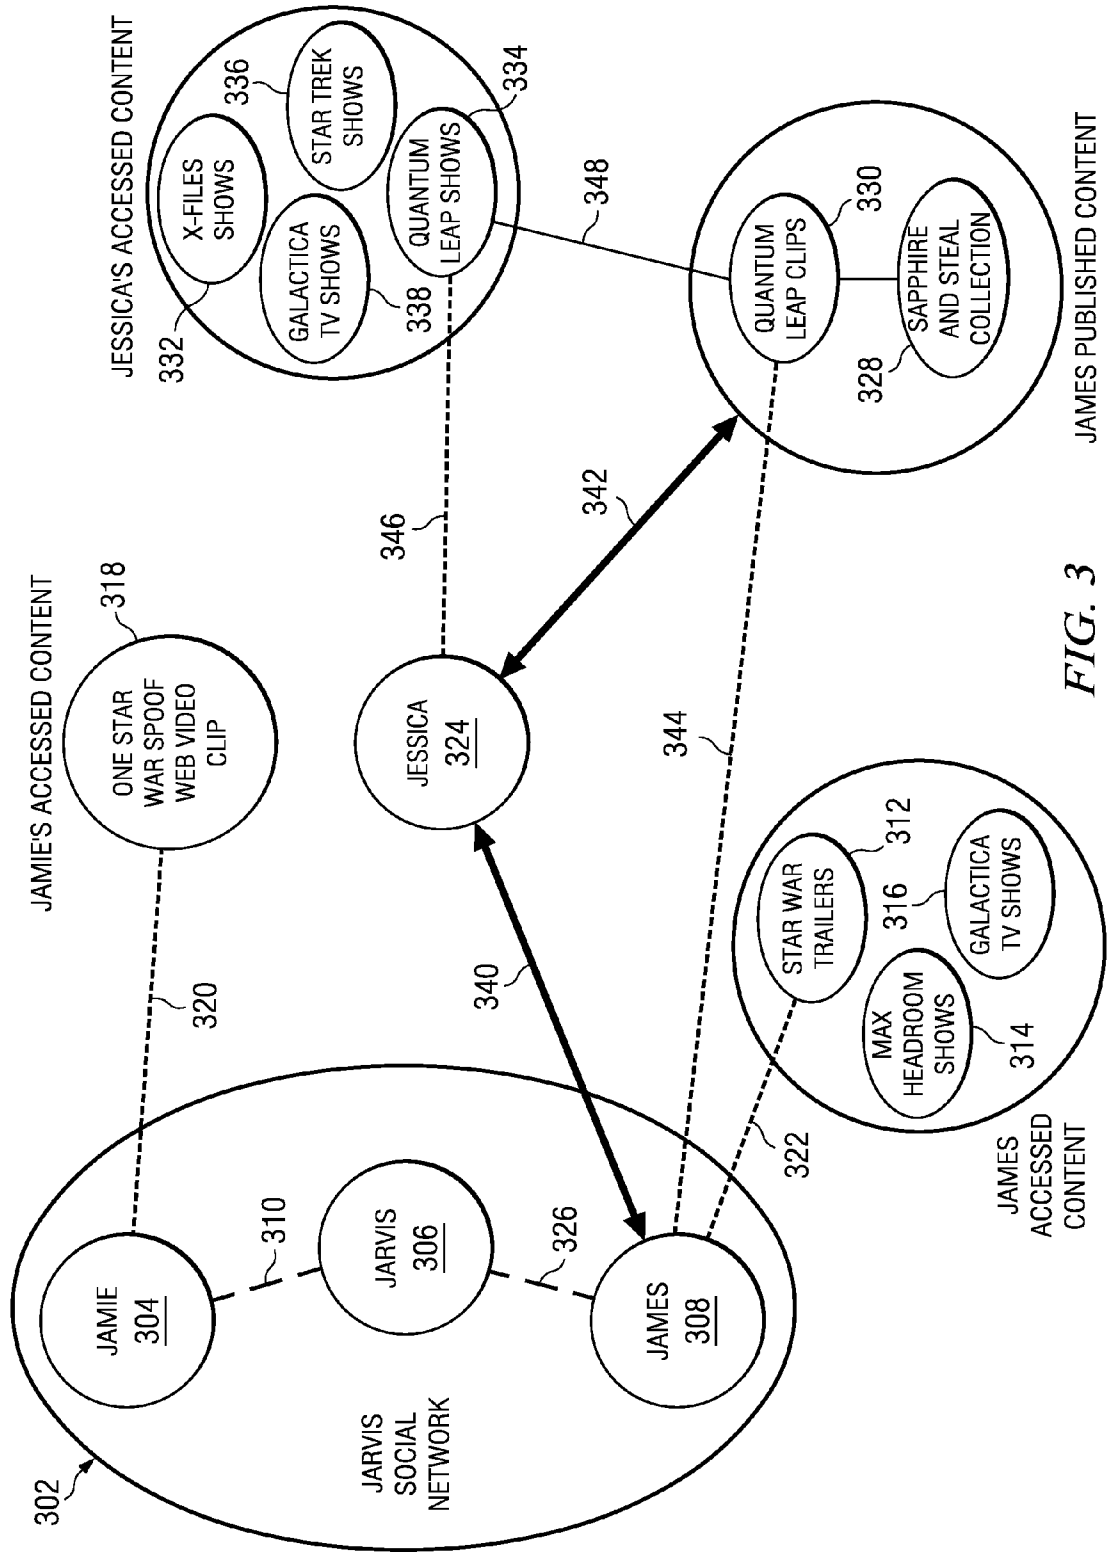 302
JARVIS
SOCIAL
NETWORK
JAMIE
304
310
JARVIS
306
326
JAMES
308
320
JAMIE'S ACCESSED CONTENT
ONE STAR
WAR SPOOF
WEB VIDEO
CLIP
318
340
JESSICA
324
346
342
344
322
JAMES
ACCESSED
CONTENT
STAR WAR
TRAILERS
312
MAX
HEADROOM
SHOWS
314
316
GALACTICA
TV SHOWS
JESSICA'S ACCESSED CONTENT
X-FILES
SHOWS
332
336
STAR TREK
SHOWS
GALACTICA
TV SHOWS
338
QUANTUM
LEAP SHOWS
334
348
QUANTUM
LEAP CLIPS
330
328
SAPPHIRE
AND STEAL
COLLECTION
JAMES PUBLISHED CONTENT
FIG. 3